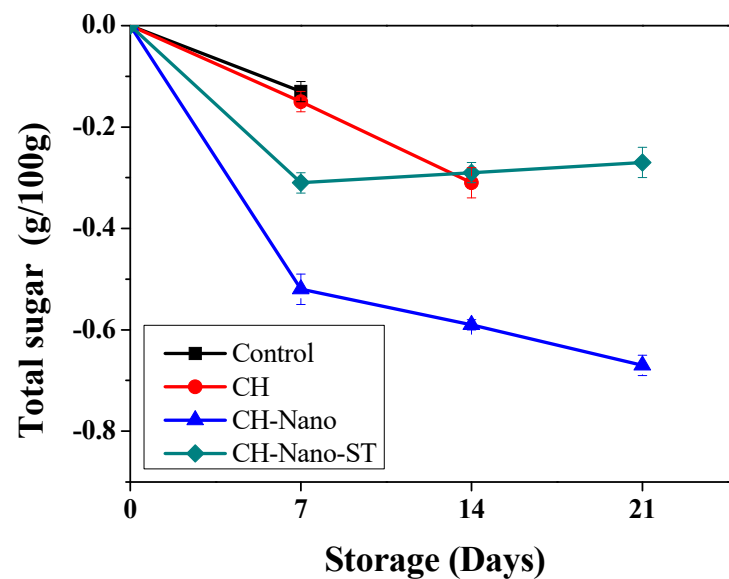 0.0
-0.2
-0.4
-0.6
-0.8
Total sugar (g/100g)
Control
CH
CH-Nano
CH-Nano-ST
0 7 14 21
Storage (Days)